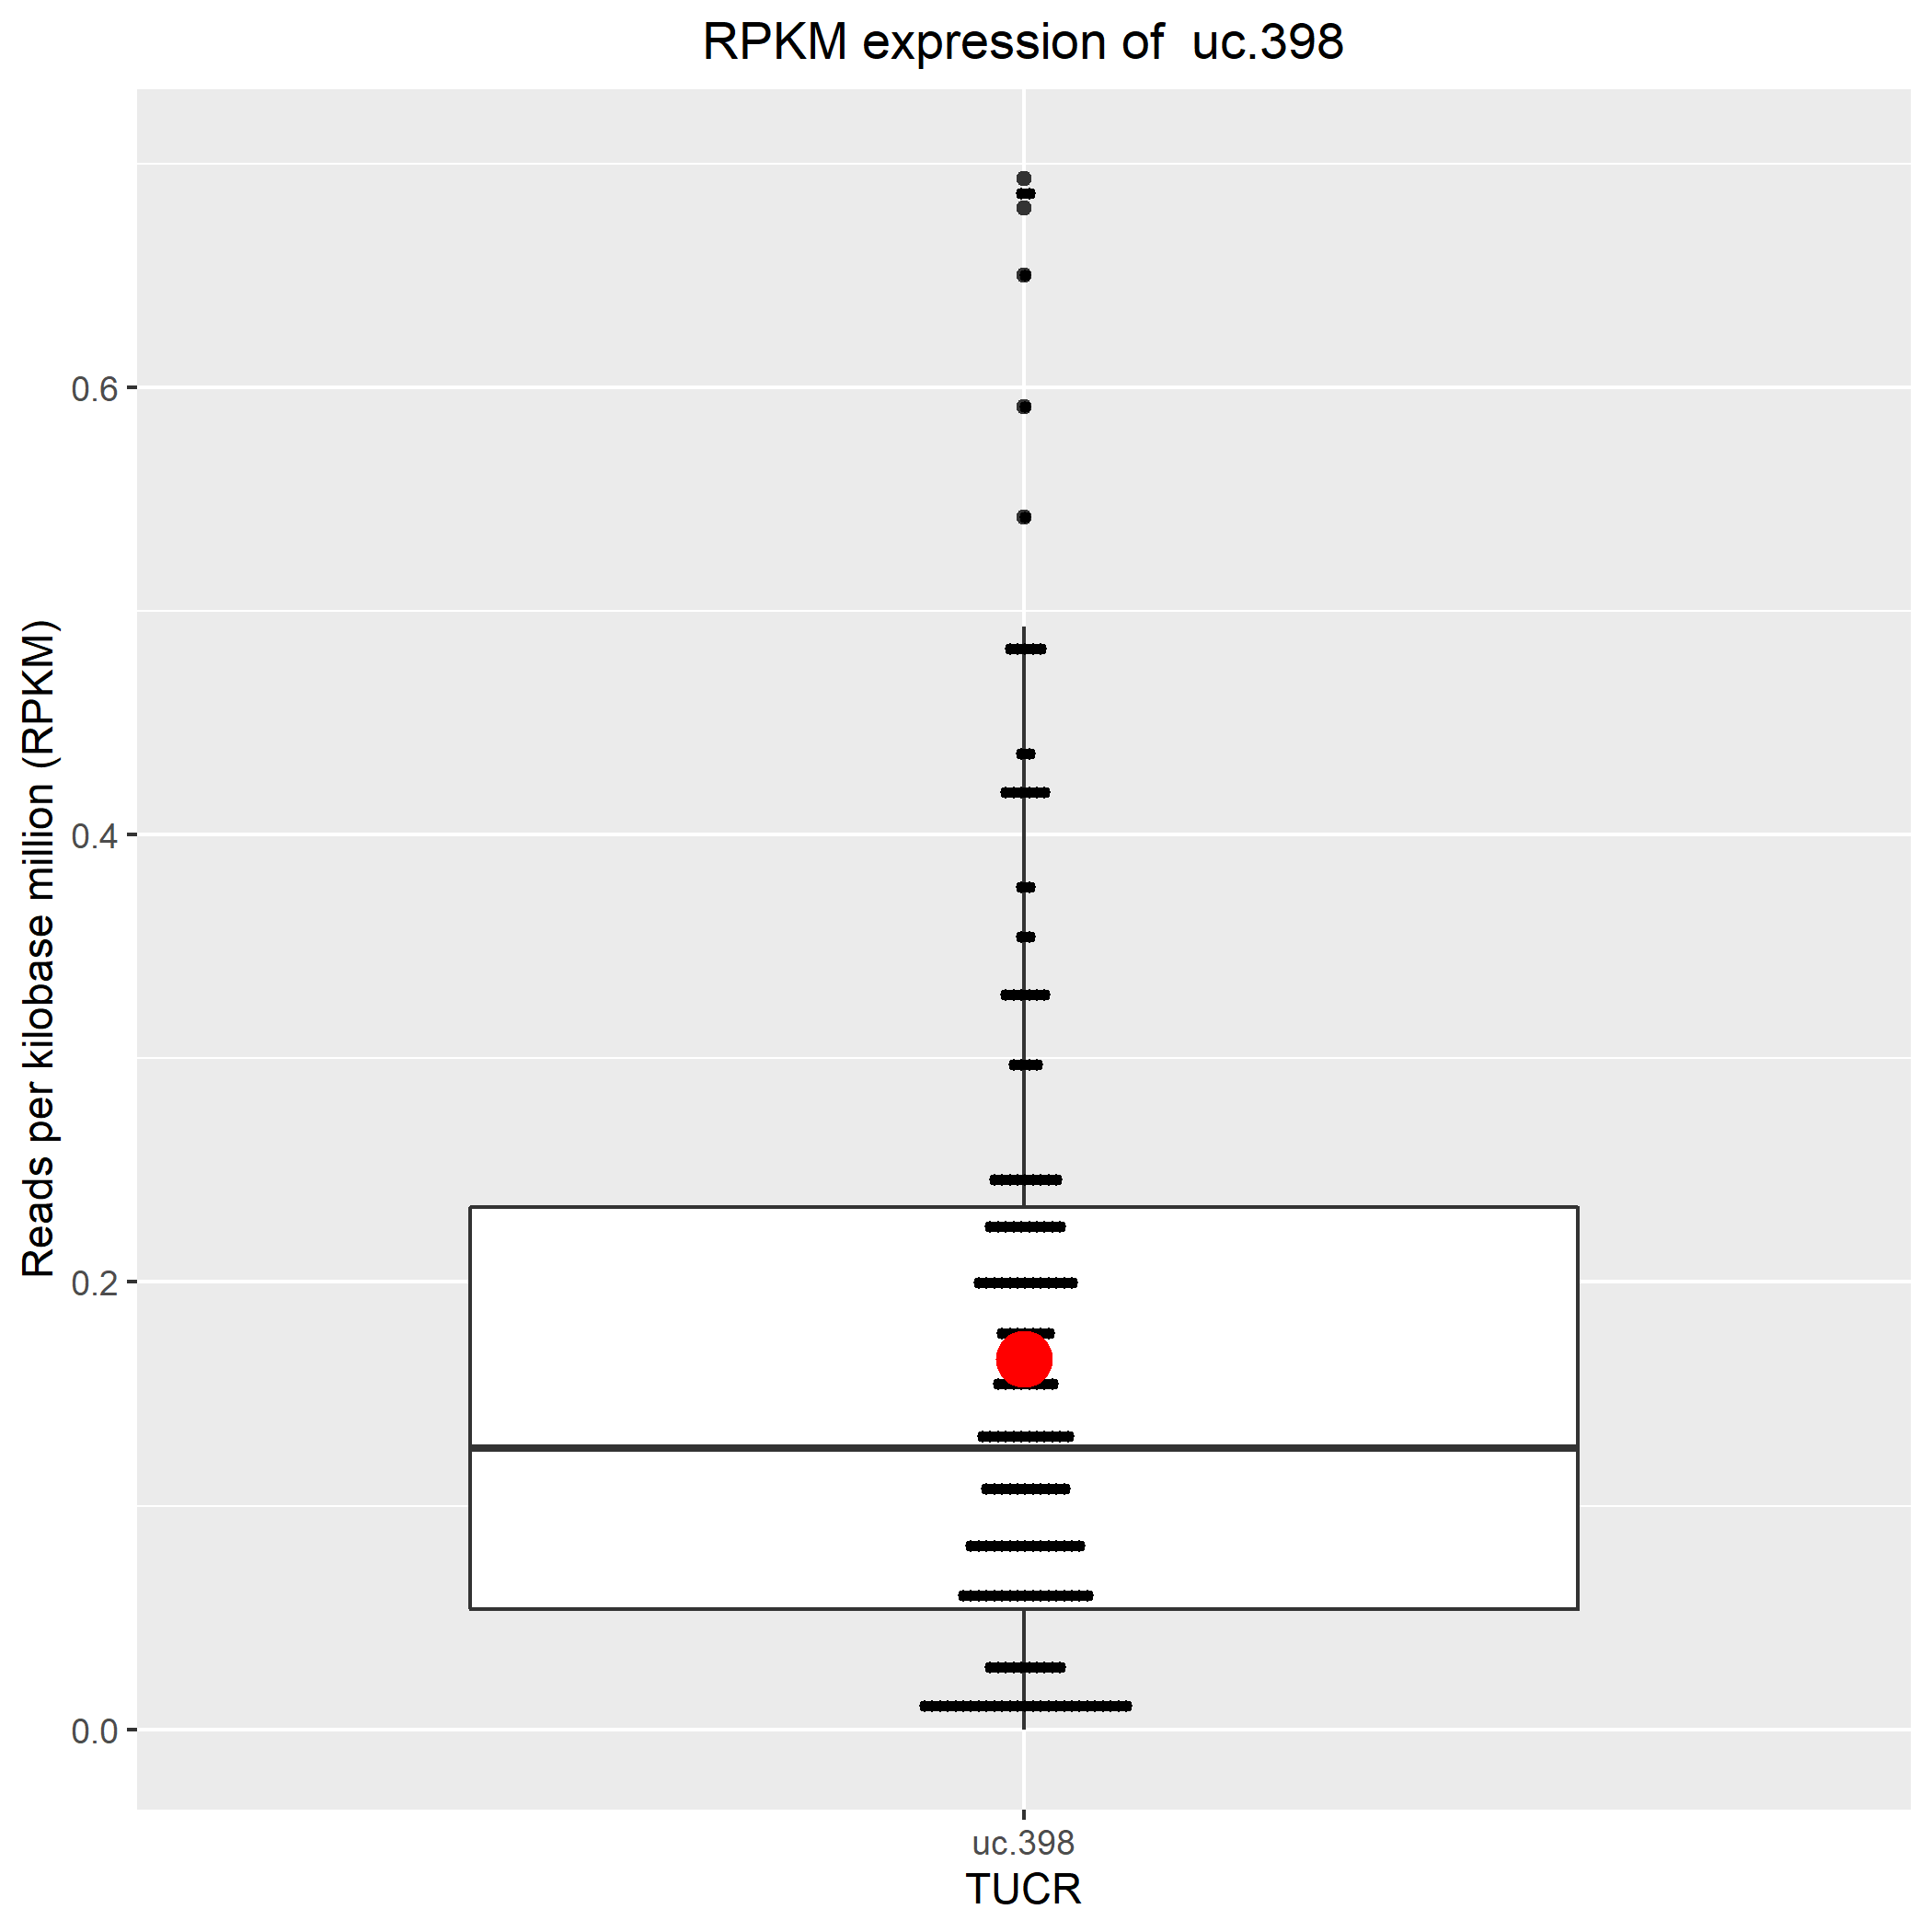 RPKM expression of  uc.398
Reads per kilobase million (RPKM)
0.6
0.4
0.2
0.0
uc.398
TUCR